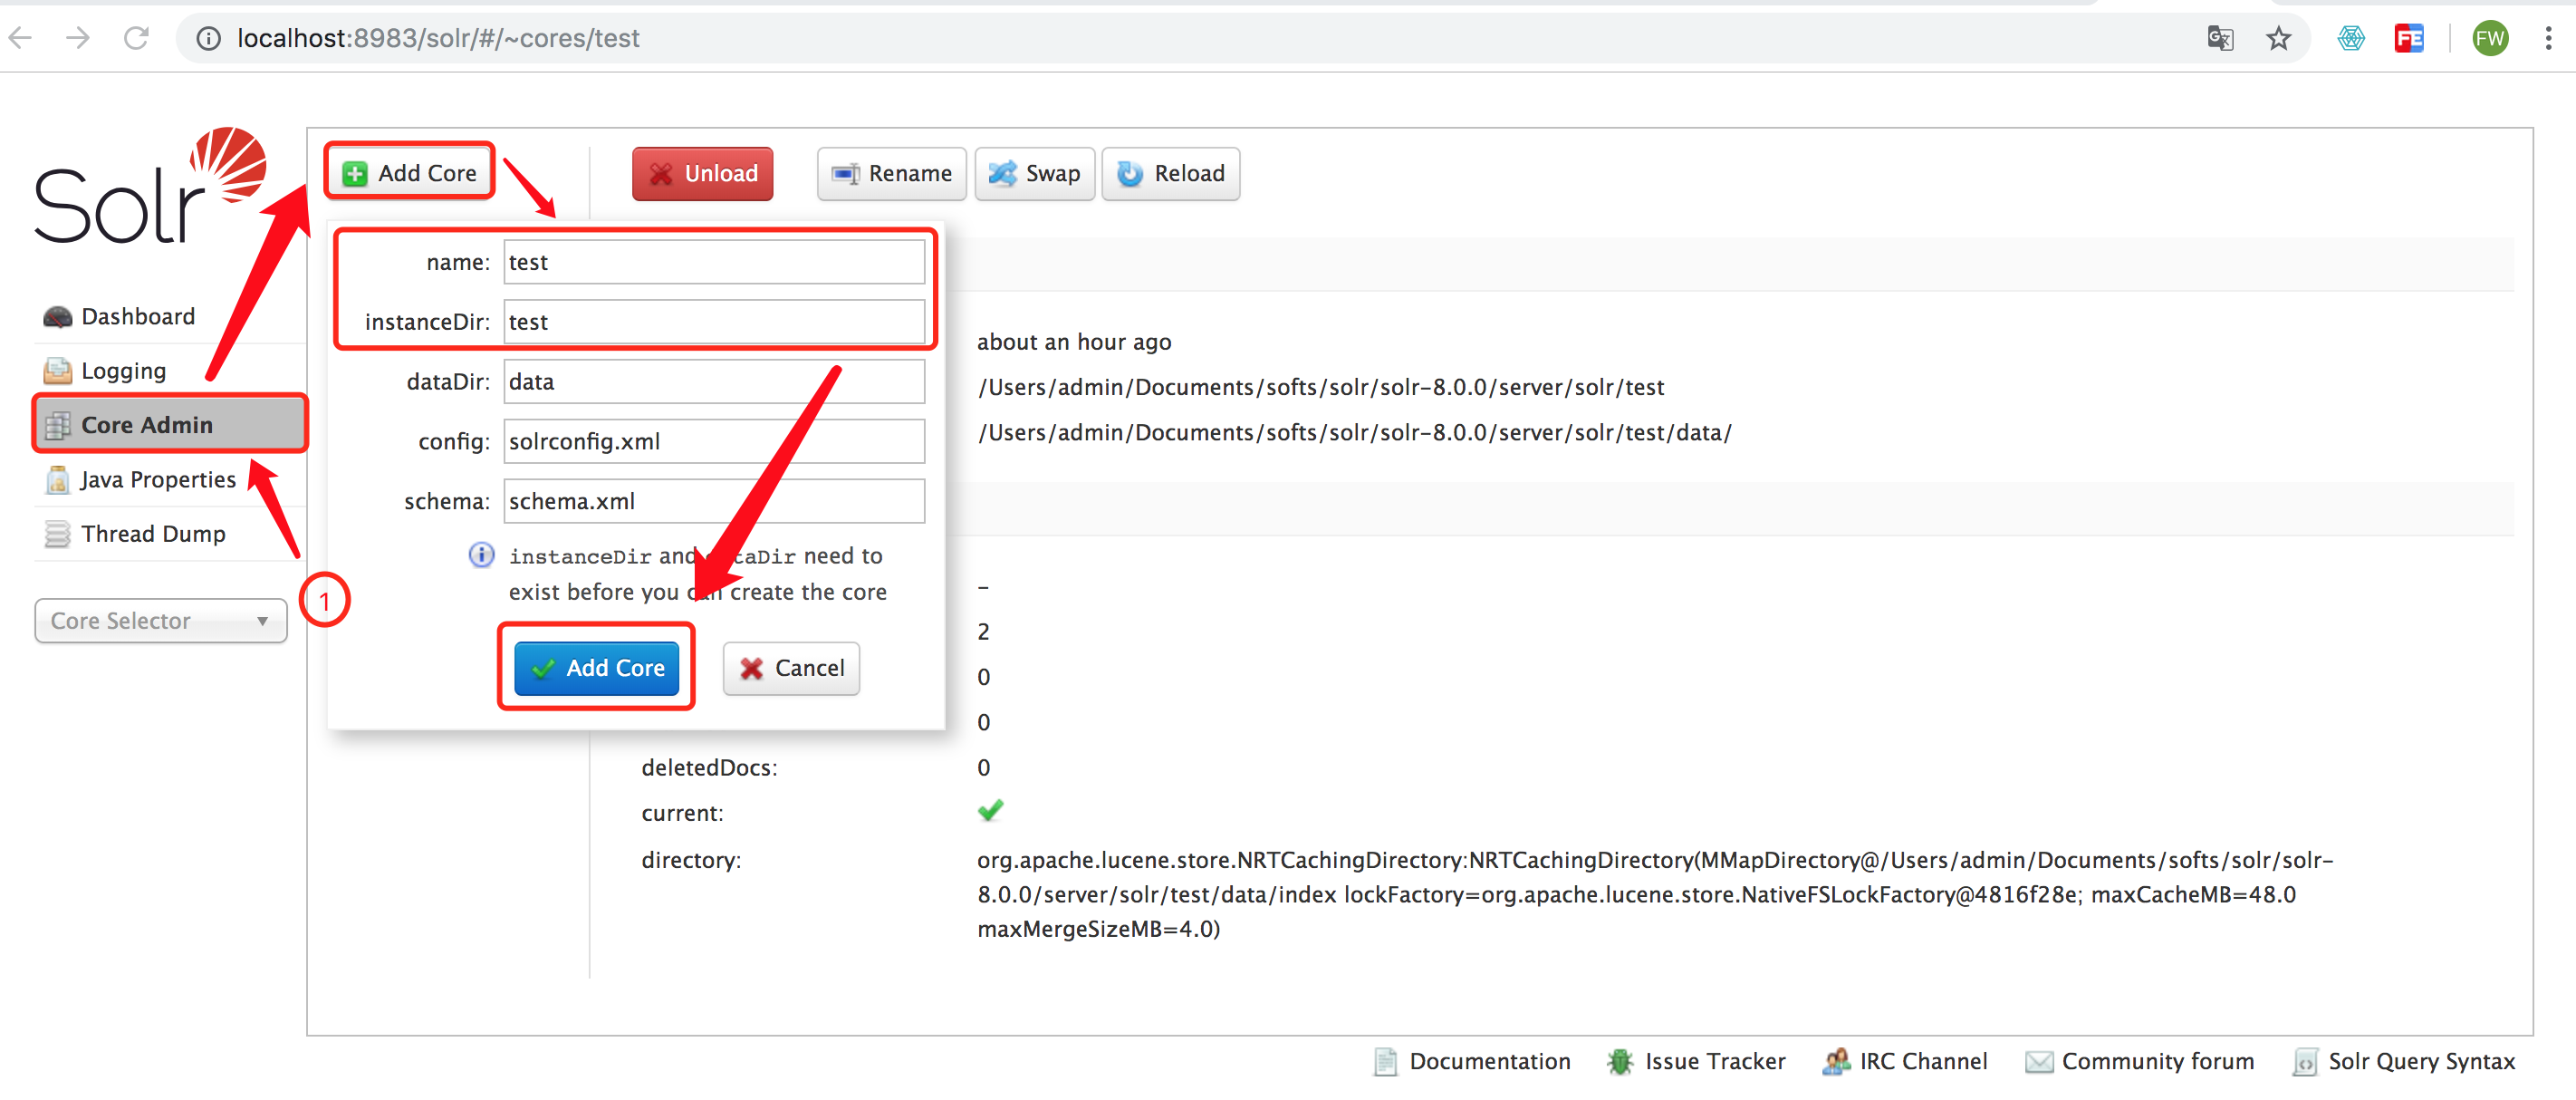 localhost:8983/solr/#/~cores/test
FE
FW
Solr
Add Core
Unload
Rename
Swap
Reload
name: test
instanceDir: test
dataDir: data
config: solrconfig.xml
schema: schema.xml
instanceDir and dataDir need to
exist before you can create the core
Add Core
Cancel
Dashboard
Logging
Core Admin
Java Properties
Thread Dump
Core Selector
1
about an hour ago
/Users/admin/Documents/softs/solr/solr-8.0.0/server/solr/test
/Users/admin/Documents/softs/solr/solr-8.0.0/server/solr/test/data/
–
2
0
0
deletedDocs: 0
current:
directory: org.apache.lucene.store.NRTCachingDirectory:NRTCachingDirectory(MMapDirectory@/Users/admin/Documents/softs/solr/solr-
8.0.0/server/solr/test/data/index lockFactory=org.apache.lucene.store.NativeFSLockFactory@4816f28e; maxCacheMB=48.0
maxMergeSizeMB=4.0)
Documentation
Issue Tracker
IRC Channel
Community forum
Solr Query Syntax